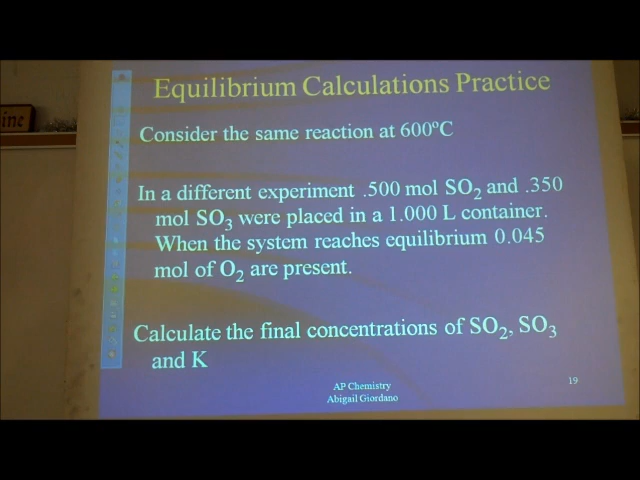 ine
Equilibrium Calculations Practice
Consider the same reaction at 600ºC
In a different experiment .500 mol SO₂ and .350
mol SO₃ were placed in a 1.000 L container.
When the system reaches equilibrium 0.045
mol of O₂ are present.
Calculate the final concentrations of SO₂, SO₃
and K
AP Chemistry
Abigail Giordano
19